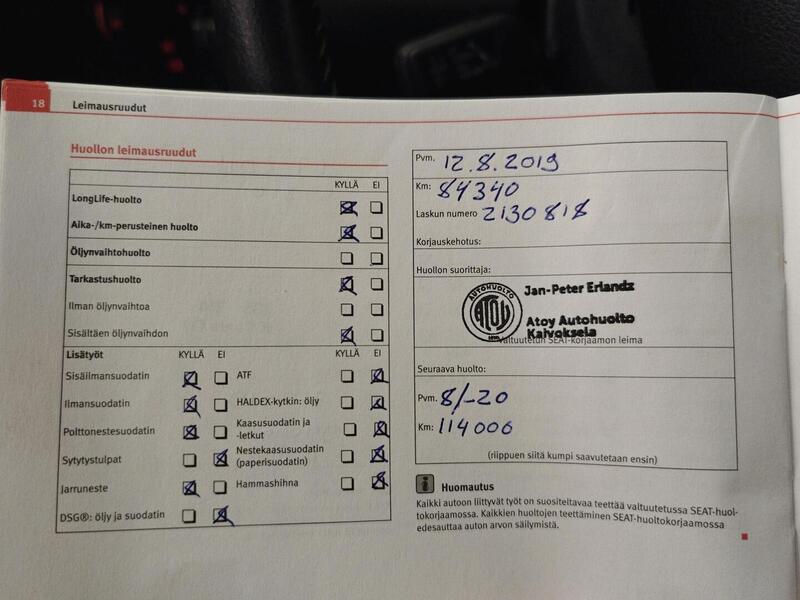 18 Leimausruudut
Huollon leimausruudut
KYLLÄ EI
LongLife-huolto
Aika-/km-perusteinen huolto
Öljynvaihtohuolto
Tarkastushuolto
Ilman öljynvaihtoa
Sisältäen öljynvaihdon
Lisätyöt KYLLÄ EI KYLLÄ EI
Sisäilmansuodatin ATF
Ilmansuodatin HALDEX-kytkin: öljy
Polttonestesuodatin Kaasusuodatin ja
-letkut
Sytytystulpat Nestekaasusuodatin
(paperisuodatin)
Jarruneste Hammashihna
DSG®: öljy ja suodatin
Pvm. 12.8.2019
Km: 84340
Laskun numero 2130818
Korjauskehotus:
Huollon suorittaja:
AUTOHUOLTO
ATOY
Jan-Peter Erlandz
Atoy Autohuolto
Kaivoksela
Valtuutetun SEAT-korjaamon leima
Seuraava huolto:
Pvm. 8/-20
Km: 114000
(riippuen siitä kumpi saavutetaan ensin)
i Huomautus
Kaikki autoon liittyvät työt on suositeltavaa teettää valtuutetussa SEAT-huol-
tokorjaamossa. Kaikkien huoltojen teettäminen SEAT-huoltokorjaamossa
edesauttaa auton arvon säilymistä.